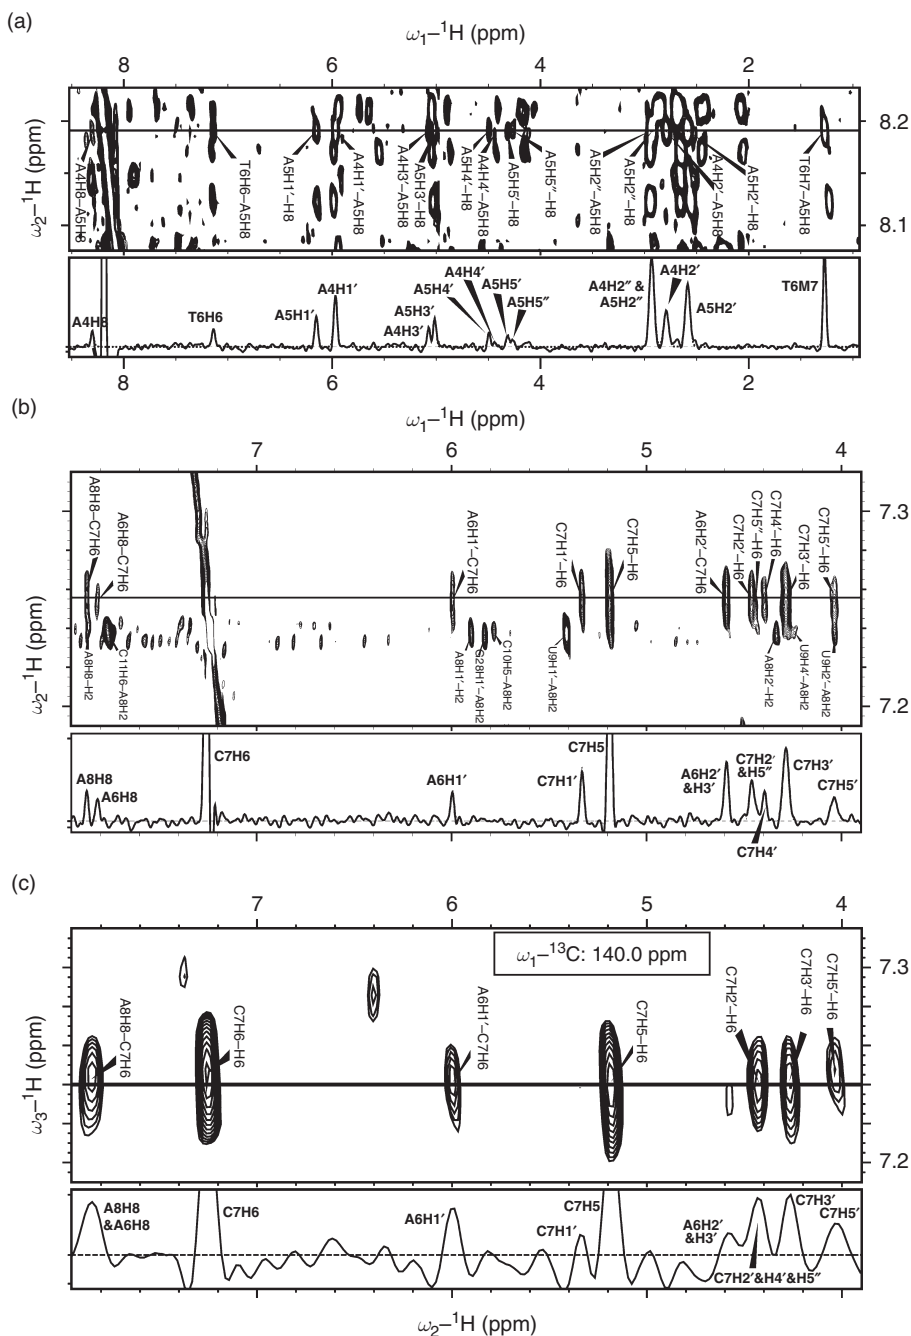 (a)
ω1–1H (ppm)
8
6
4
2
ω2–1H (ppm)
8.2
8.1
A4H8–A5H8
T6H6–A5H8
A5H1′–H8
A4H1′–A5H8
A4H3′–A5H8
A5H3′–H8
A5H4′–H8
A4H4′–A5H8
A5H5′–H8
A5H5″–H8
A5H2″–A5H8
A5H2″–H8
A4H2′–A5H8
A5H2′–H8
T6H7–A5H8
A4H8
T6H6
A5H1′
A4H1′
A4H3′
A5H3′
A5H4′
A4H4′
A5H5′
A5H5″
A4H2″ &
A5H2″
A4H2′
A5H2′
T6M7
8
6
4
2
(b)
ω1–1H (ppm)
7
6
5
4
ω2–1H (ppm)
7.3
7.2
A8H8–C7H6
A6H8–C7H6
A6H1′–C7H6
C7H1′–H6
C7H5–H6
A6H2′–C7H6
C7H2′–H6
C7H5″–H6
C7H4′–H6
C7H3′–H6
C7H5′–H6
A8H8–H2
C11H6–A8H2
A8H1′–H2
G28H1′–A8H2
C10H5–A8H2
U9H1′–A8H2
A8H2′–H2
U9H4′–A8H2
U9H2′–A8H2
A8H8
A6H8
C7H6
A6H1′
C7H1′
C7H5
A6H2′
&H3′
C7H2′
&H5″
C7H4′
C7H3′
C7H5′
(c)
7
6
5
4
ω1–13C: 140.0 ppm
ω3–1H (ppm)
7.3
7.2
A8H8–C7H6
C7H6–H6
A6H1′–C7H6
C7H5–H6
C7H2′–H6
C7H3′–H6
C7H5′–H6
A8H8
&A6H8
C7H6
A6H1′
C7H1′
C7H5
A6H2′
&H3′
C7H2′&H4′&H5″
C7H3′
C7H5′
7
6
5
4
ω2–1H (ppm)